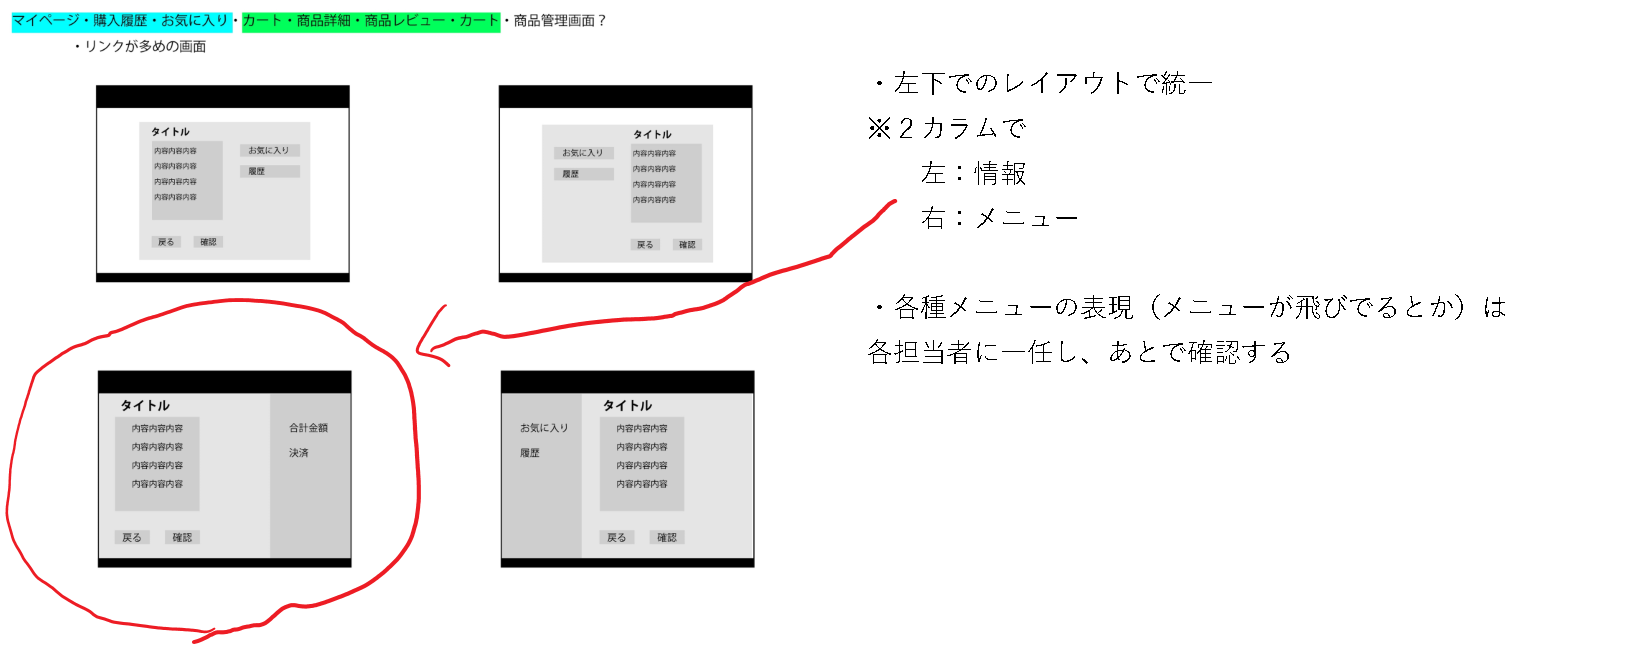 マイページ・購入履歴・お気に入り・カート・商品詳細・商品レビュー・カート・商品管理画面？
・リンクが多めの画面
・左下でのレイアウトで統一
※２カラムで
左：情報
右：メニュー
・各種メニューの表現（メニューが飛びでるとか）は
各担当者に一任し、あとで確認する
タイトル
内容内容内容
内容内容内容
内容内容内容
内容内容内容
お気に入り
履歴
戻る
確認
タイトル
お気に入り
履歴
内容内容内容
内容内容内容
内容内容内容
内容内容内容
戻る
確認
タイトル
内容内容内容
内容内容内容
内容内容内容
内容内容内容
合計金額
決済
戻る
確認
お気に入り
履歴
タイトル
内容内容内容
内容内容内容
内容内容内容
内容内容内容
戻る
確認